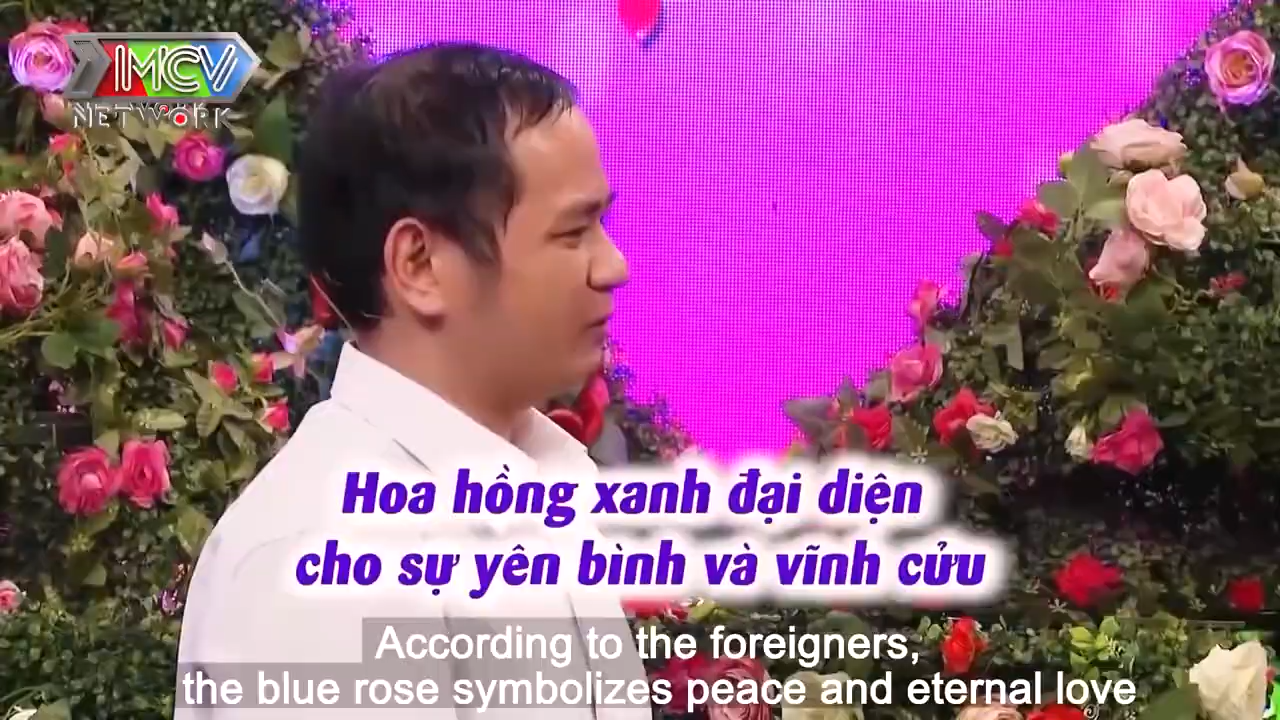 MCV
NETWORK
Hoa hồng xanh đại diện
cho sự yên bình và vĩnh cửu
According to the foreigners,
the blue rose symbolizes peace and eternal love